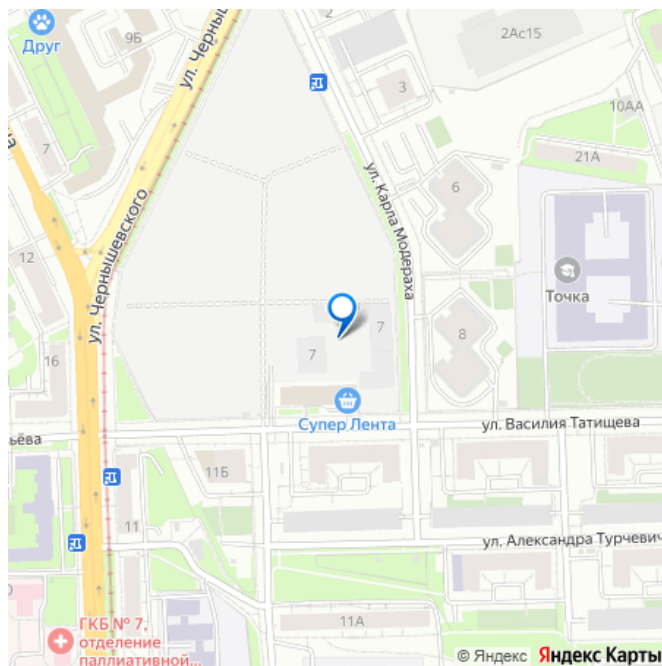 Друг
9Б
ул. Черны
2
2Ас15
3
10АА
7
21А
ул. Чернышевского
ул. Карла Модераха
6
12
Точка
7
7
8
16
Супер Лента
ул. Василия Татищева
ьёва
11Б
11
ул. Александра Турчевич
0
11А
ГКБ № 7,
отделение
паллиативной...
© Яндекс Яндекс Карты